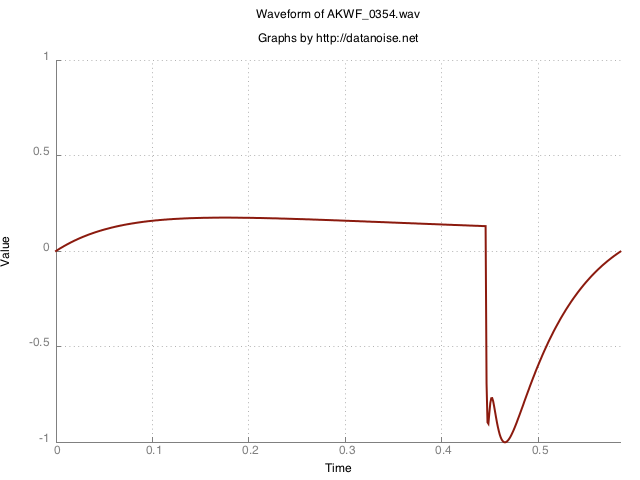 Waveform of AKWF_0354.wav
Graphs by http://datanoise.net
1
0.5
0
-0.5
-1
Value
0 0.1 0.2 0.3 0.4 0.5
Time